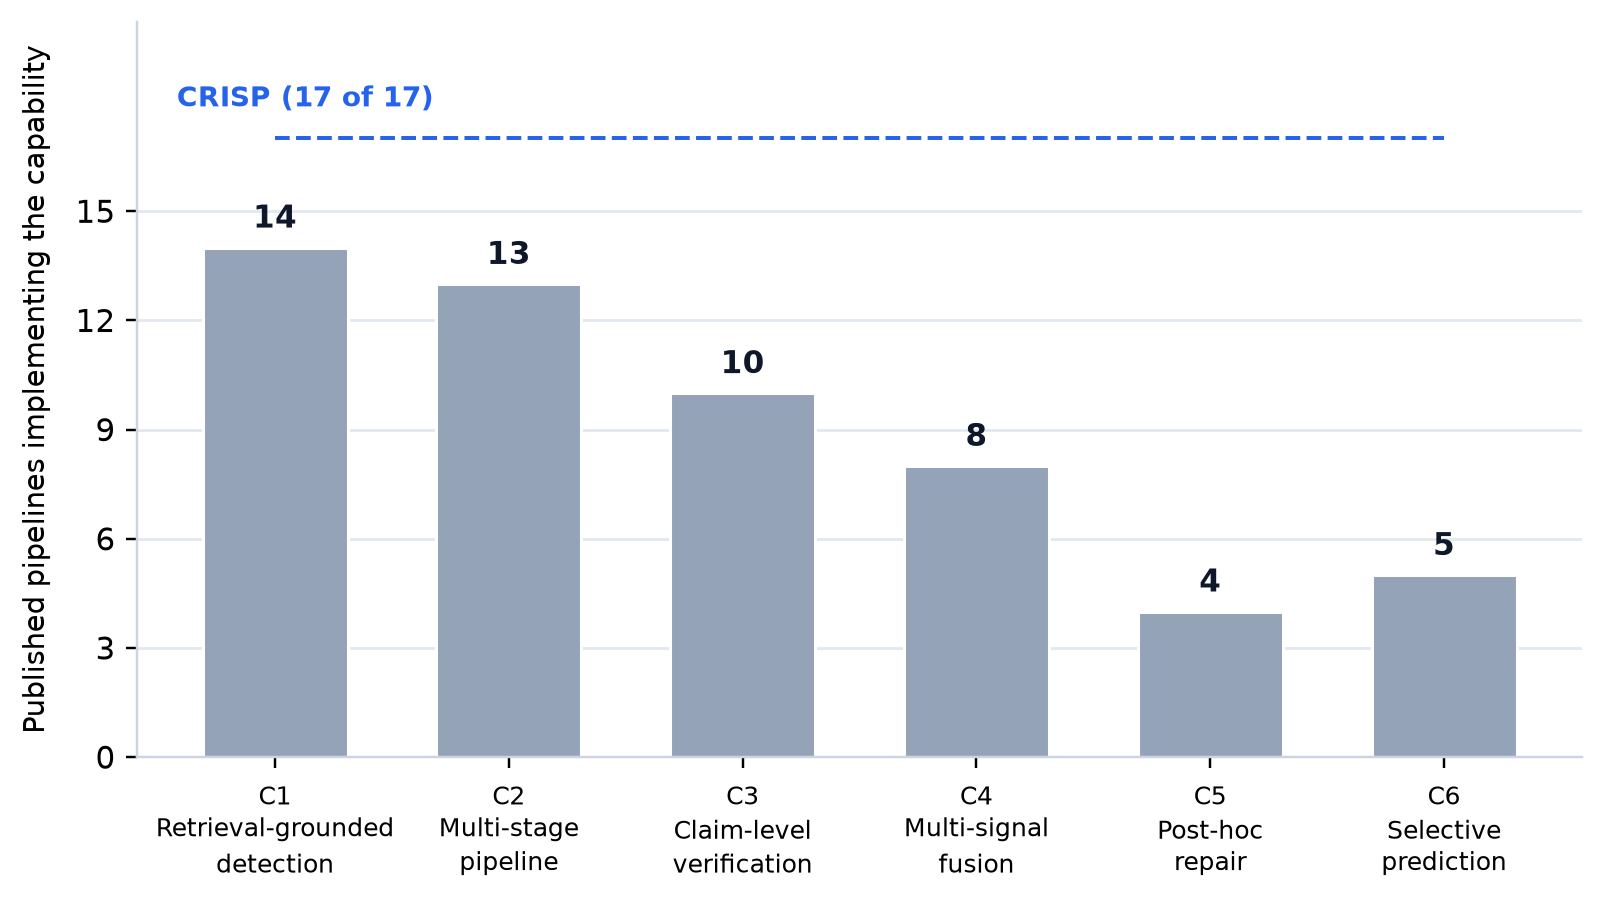 Published pipelines implementing the capability
CRISP (17 of 17)
15
12
9
6
3
0
14
13
10
8
4
5
C1
Retrieval-grounded
detection
C2
Multi-stage
pipeline
C3
Claim-level
verification
C4
Multi-signal
fusion
C5
Post-hoc
repair
C6
Selective
prediction